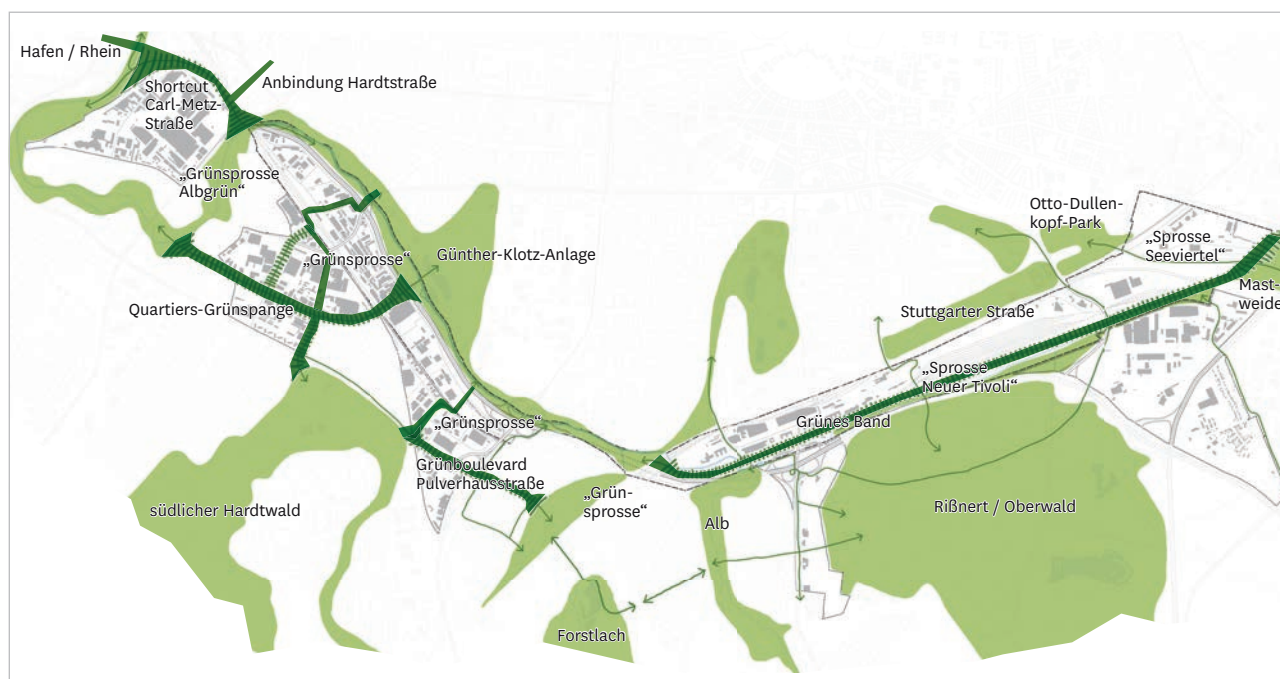 Hafen / Rhein
Shortcut
Carl-Metz-
Straße
Anbindung Hardtstraße
„Grünsprosse
Albgrün“
„Grünsprosse“
Günther-Klotz-Anlage
Quartiers-Grünspange
Otto-Dullen-
kopf-Park
„Sprosse
Seeviertel“
Mast-
weide
Stuttgarter Straße
„Sprosse
Neuer Tivoli“
Grünes Band
„Grünsprosse“
Grünboulevard
Pulverhausstraße
südlicher Hardtwald
„Grün-
sprosse“
Alb
Rißnert / Oberwald
Forstlach